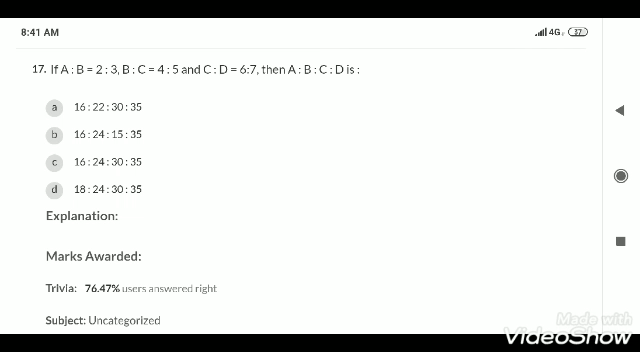 8:41 AM 4G 37
17. If A : B = 2 : 3, B : C = 4 : 5 and C : D = 6:7, then A : B : C : D is :
a 16 : 22 : 30 : 35
b 16 : 24 : 15 : 35
c 16 : 24 : 30 : 35
d 18 : 24 : 30 : 35
Explanation:
Marks Awarded:
Trivia: 76.47% users answered right
Subject: Uncategorized
Made with
VideoShow